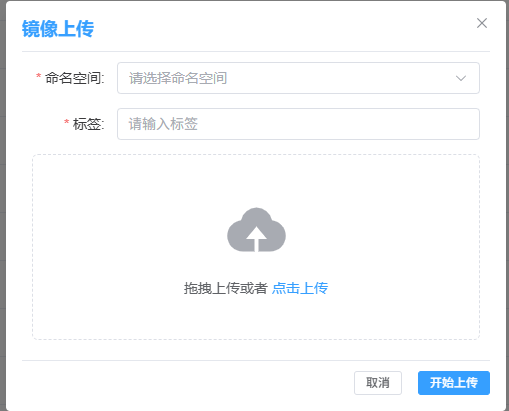 镜像上传
* 命名空间: 请选择命名空间
* 标签: 请输入标签
拖拽上传或者 点击上传
取消 开始上传